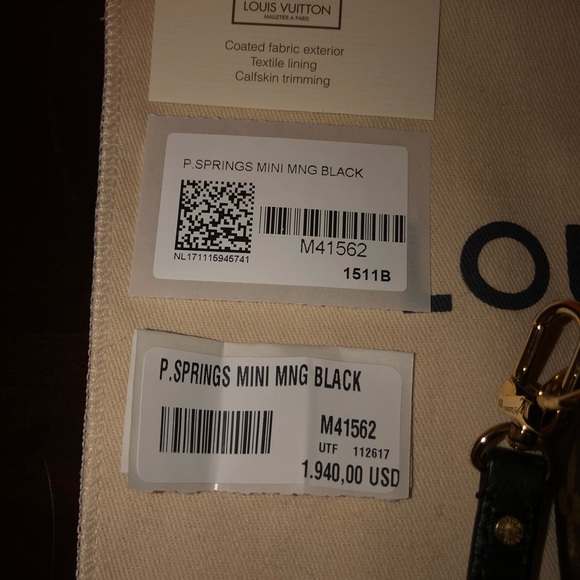 LOUIS VUITTON
MALLETIER A PARIS
Coated fabric exterior
Textile lining
Calfskin trimming
P.SPRINGS MINI MNG BLACK
M41562
NL171115945741
1511B
LOU
P.SPRINGS MINI MNG BLACK
M41562
UTF 112617
1.940,00 USD